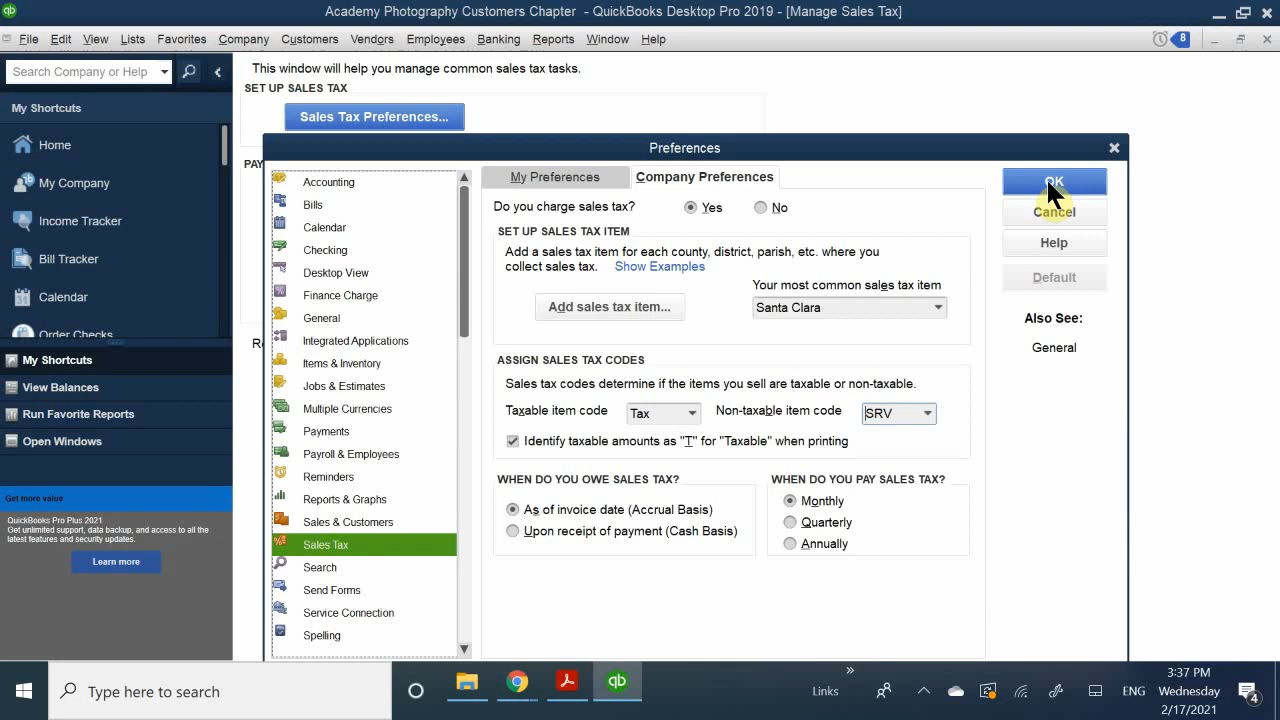 Academy Photography Customers Chapter - QuickBooks Desktop Pro 2019 - [Manage Sales Tax]
File Edit View Lists Favorites Company Customers Vendors Employees Banking Reports Window Help
8
Search Company or Help
My Shortcuts
Home
My Company
Income Tracker
Bill Tracker
Calendar
Order Checks
My Shortcuts
View Balances
Run Favorite Reports
Open Windows
Get more value
QuickBooks Pro Plus 2021
Get unlimited support, data backup, and access to all the
latest features and security updates.
Learn more
This window will help you manage common sales tax tasks.
SET UP SALES TAX
Sales Tax Preferences...
PAY
Preferences
Accounting
Bills
Calendar
Checking
Desktop View
Finance Charge
General
Integrated Applications
Items & Inventory
Jobs & Estimates
Multiple Currencies
Payments
Payroll & Employees
Reminders
Reports & Graphs
Sales & Customers
Sales Tax
Search
Send Forms
Service Connection
Spelling
My Preferences Company Preferences
Do you charge sales tax? Yes No
SET UP SALES TAX ITEM
Add a sales tax item for each county, district, parish, etc. where you
collect sales tax. Show Examples
Your most common sales tax item
Add sales tax item... Santa Clara
ASSIGN SALES TAX CODES
Sales tax codes determine if the items you sell are taxable or non-taxable.
Taxable item code Tax Non-taxable item code SRV
Identify taxable amounts as "T" for "Taxable" when printing
WHEN DO YOU OWE SALES TAX?
As of invoice date (Accrual Basis)
Upon receipt of payment (Cash Basis)
WHEN DO YOU PAY SALES TAX?
Monthly
Quarterly
Annually
OK
Cancel
Help
Default
Also See:
General
Type here to search
qb
Links
ENG
3:37 PM
Wednesday
2/17/2021
4